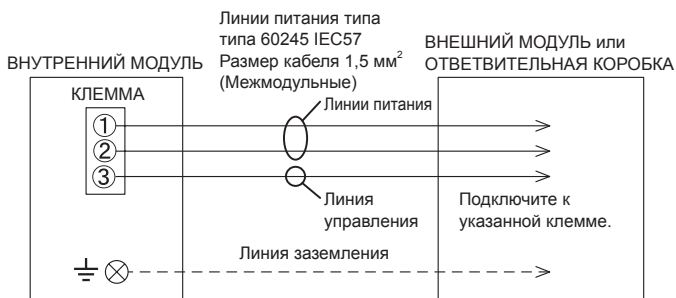 Линии питания типа
типа 60245 IEC57
Размер кабеля 1,5 мм²
(Межмодульные)
ВНУТРЕННИЙ МОДУЛЬ
ВНЕШНИЙ МОДУЛЬ или
ОТВЕТВИТЕЛЬНАЯ КОРОБКА
КЛЕММА
Линии питания
①
②
③
Линия
управления
Подключите к
указанной клемме.
Линия заземления